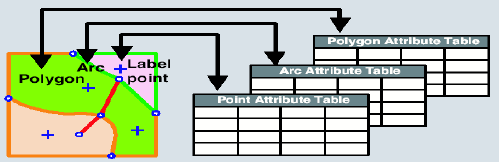 Polygon Attribute Table
Arc
Label
point
Polygon
Arc Attribute Table
Point Attribute Table